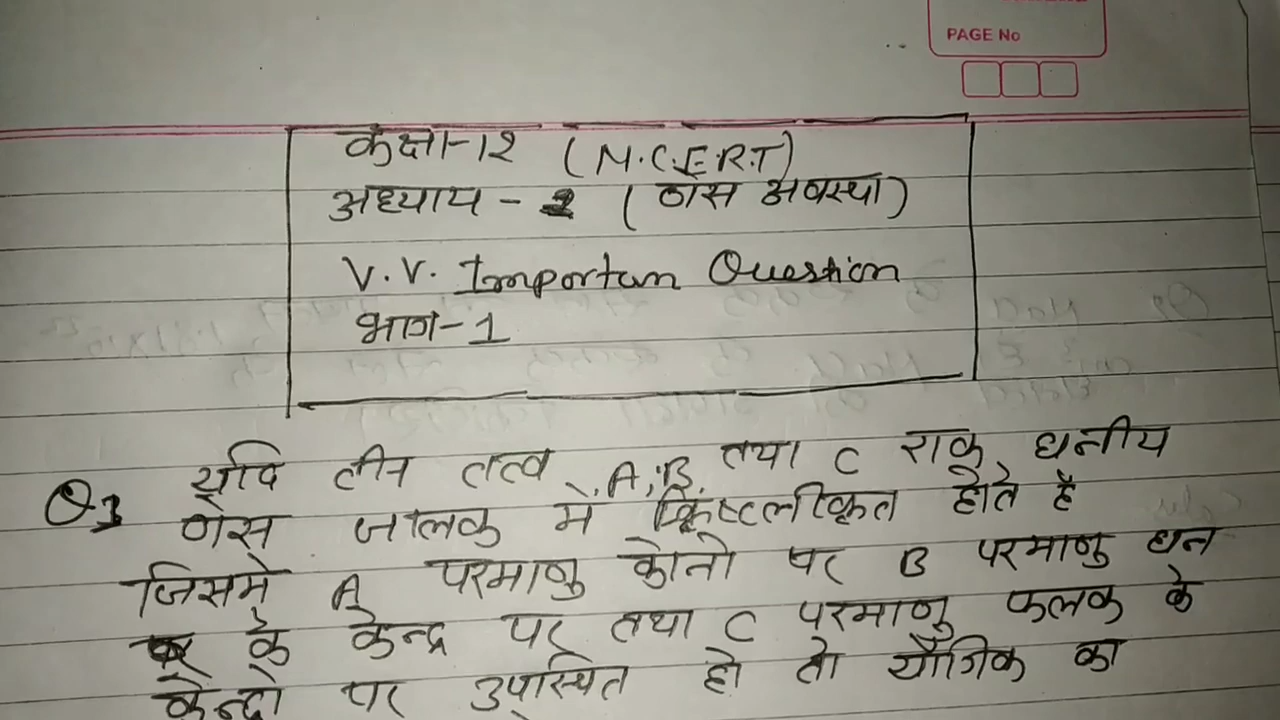 PAGE No
कक्षा-12 (N.C.E.R.T)
अध्याय - 2 (ठोस अवस्था)
V.V. Importan Question
भाग-1
Q1 यदि तीन तत्व A, B, तथा C एक घनीय
ठोस जालक में क्रिस्टलीकृत होते है
जिसमे A परमाणु कोनो पर B परमाणु घन
के केन्द्र पर तथा C परमाणु फलक के
केन्द्रो पर उपस्थित हो तो यौगिक का